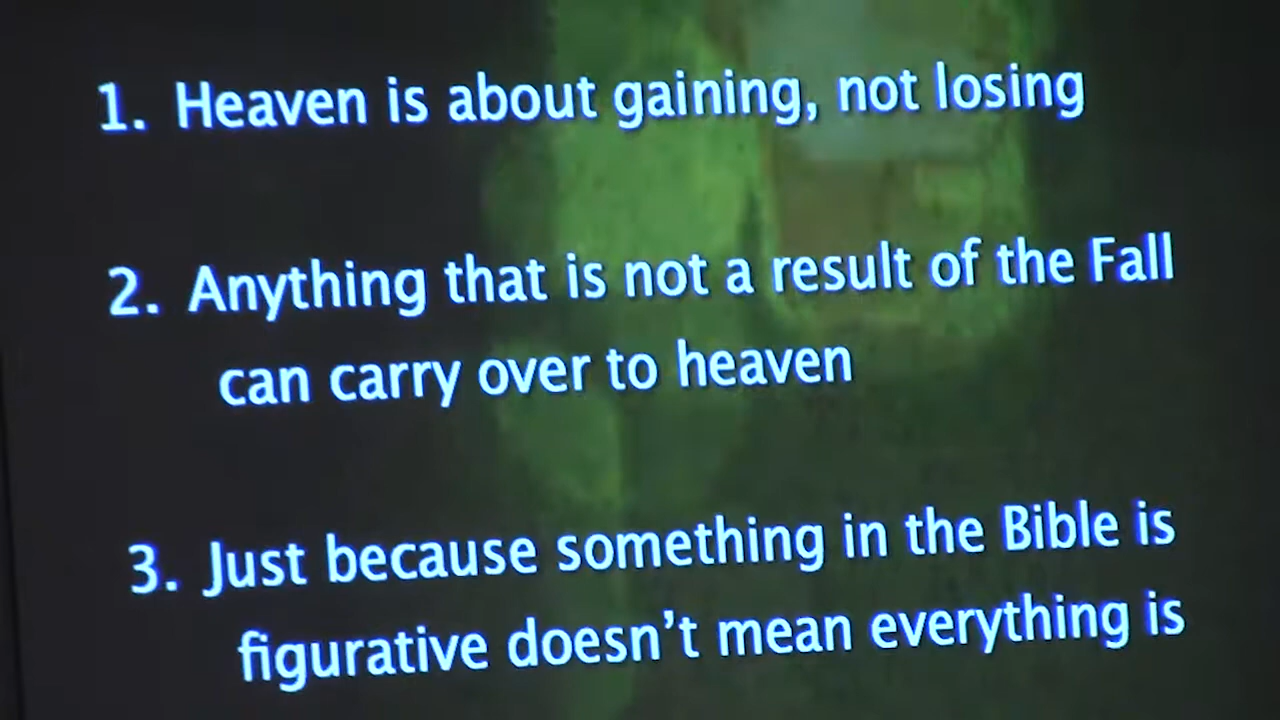 1. Heaven is about gaining, not losing
2. Anything that is not a result of the Fall
can carry over to heaven
3. Just because something in the Bible is
figurative doesn't mean everything is